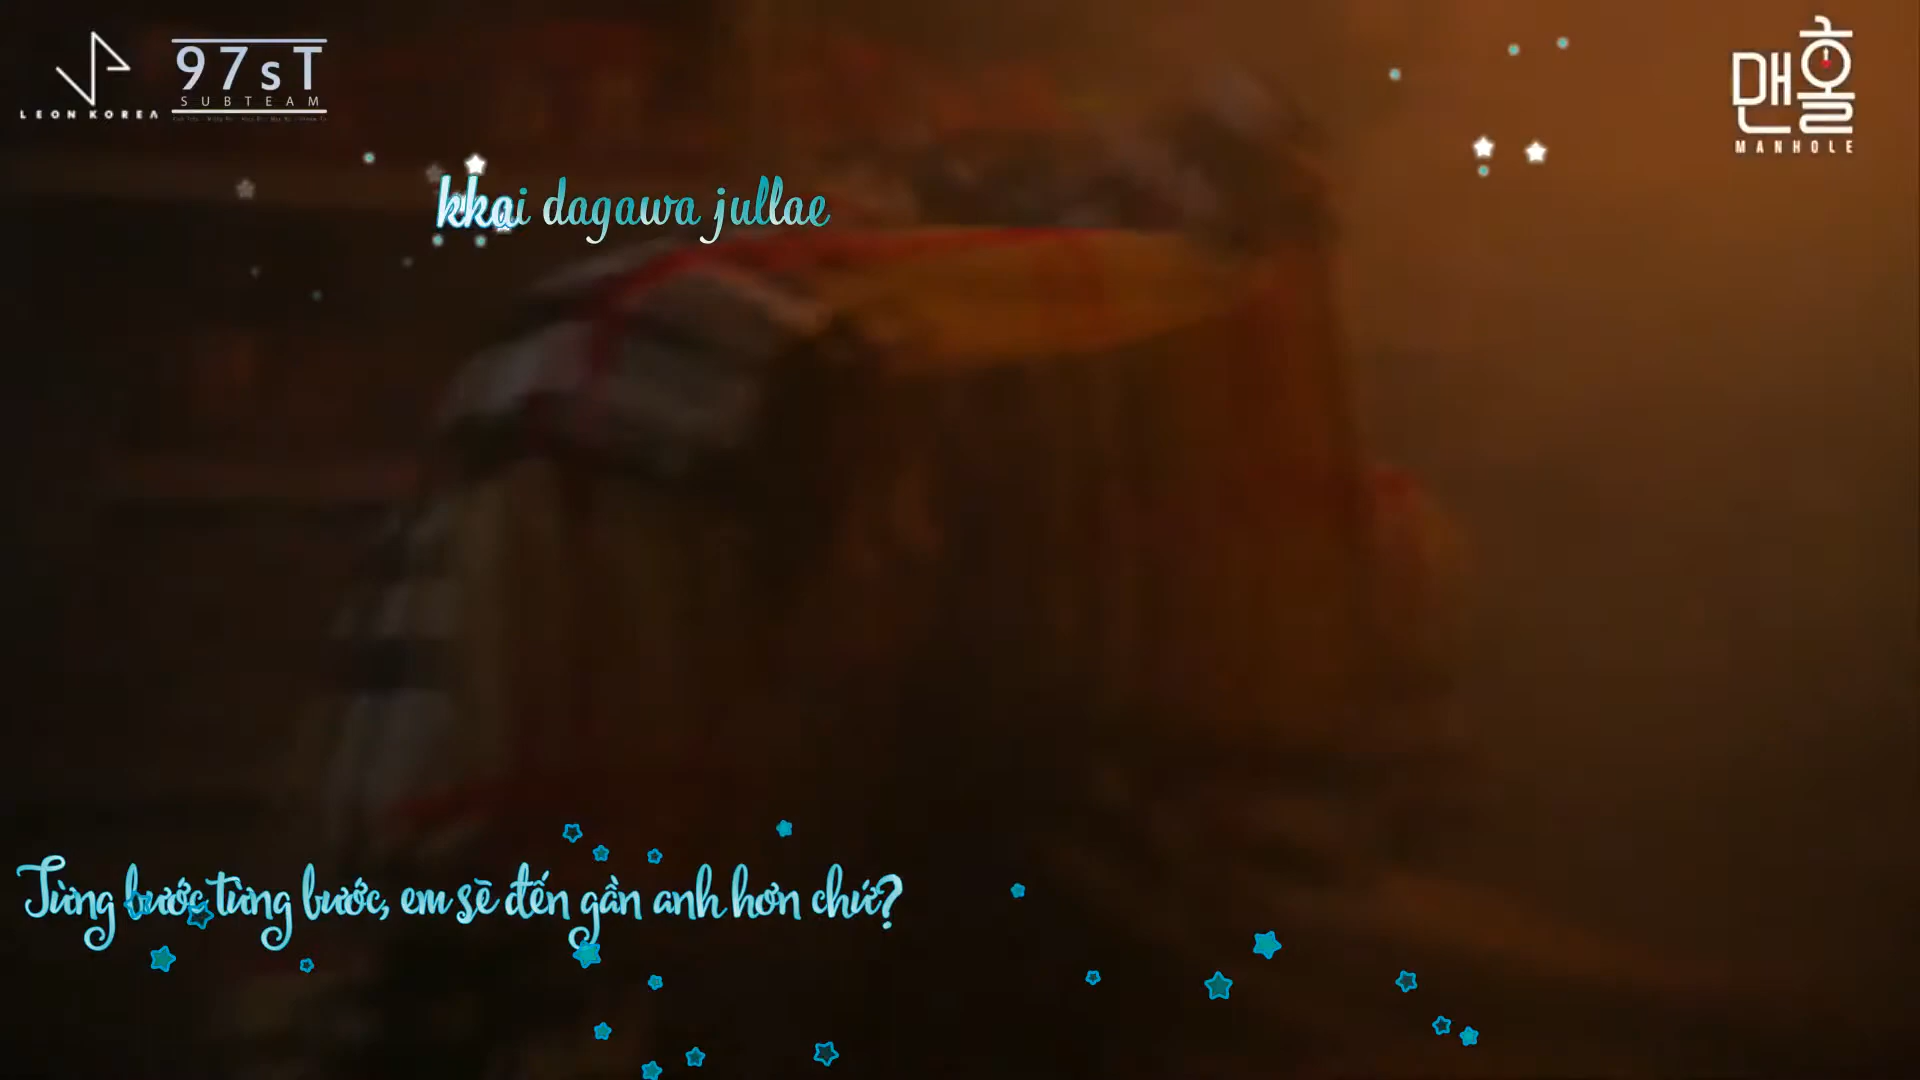 LEON KOREA
97sT
SUBTEAM
맨홀
MANHOLE
kkai dagawa jullae
Từng bước từng bước, em sẽ đến gần anh hơn chứ?